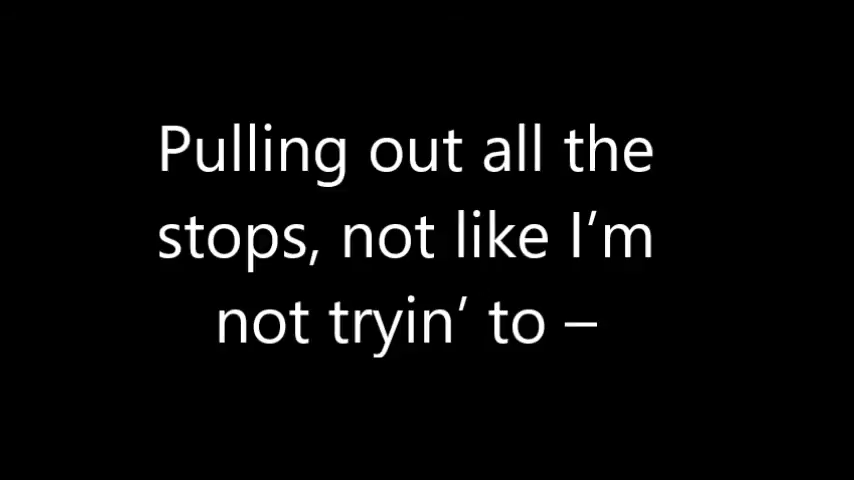 Pulling out all the
stops, not like I’m
not tryin’ to –